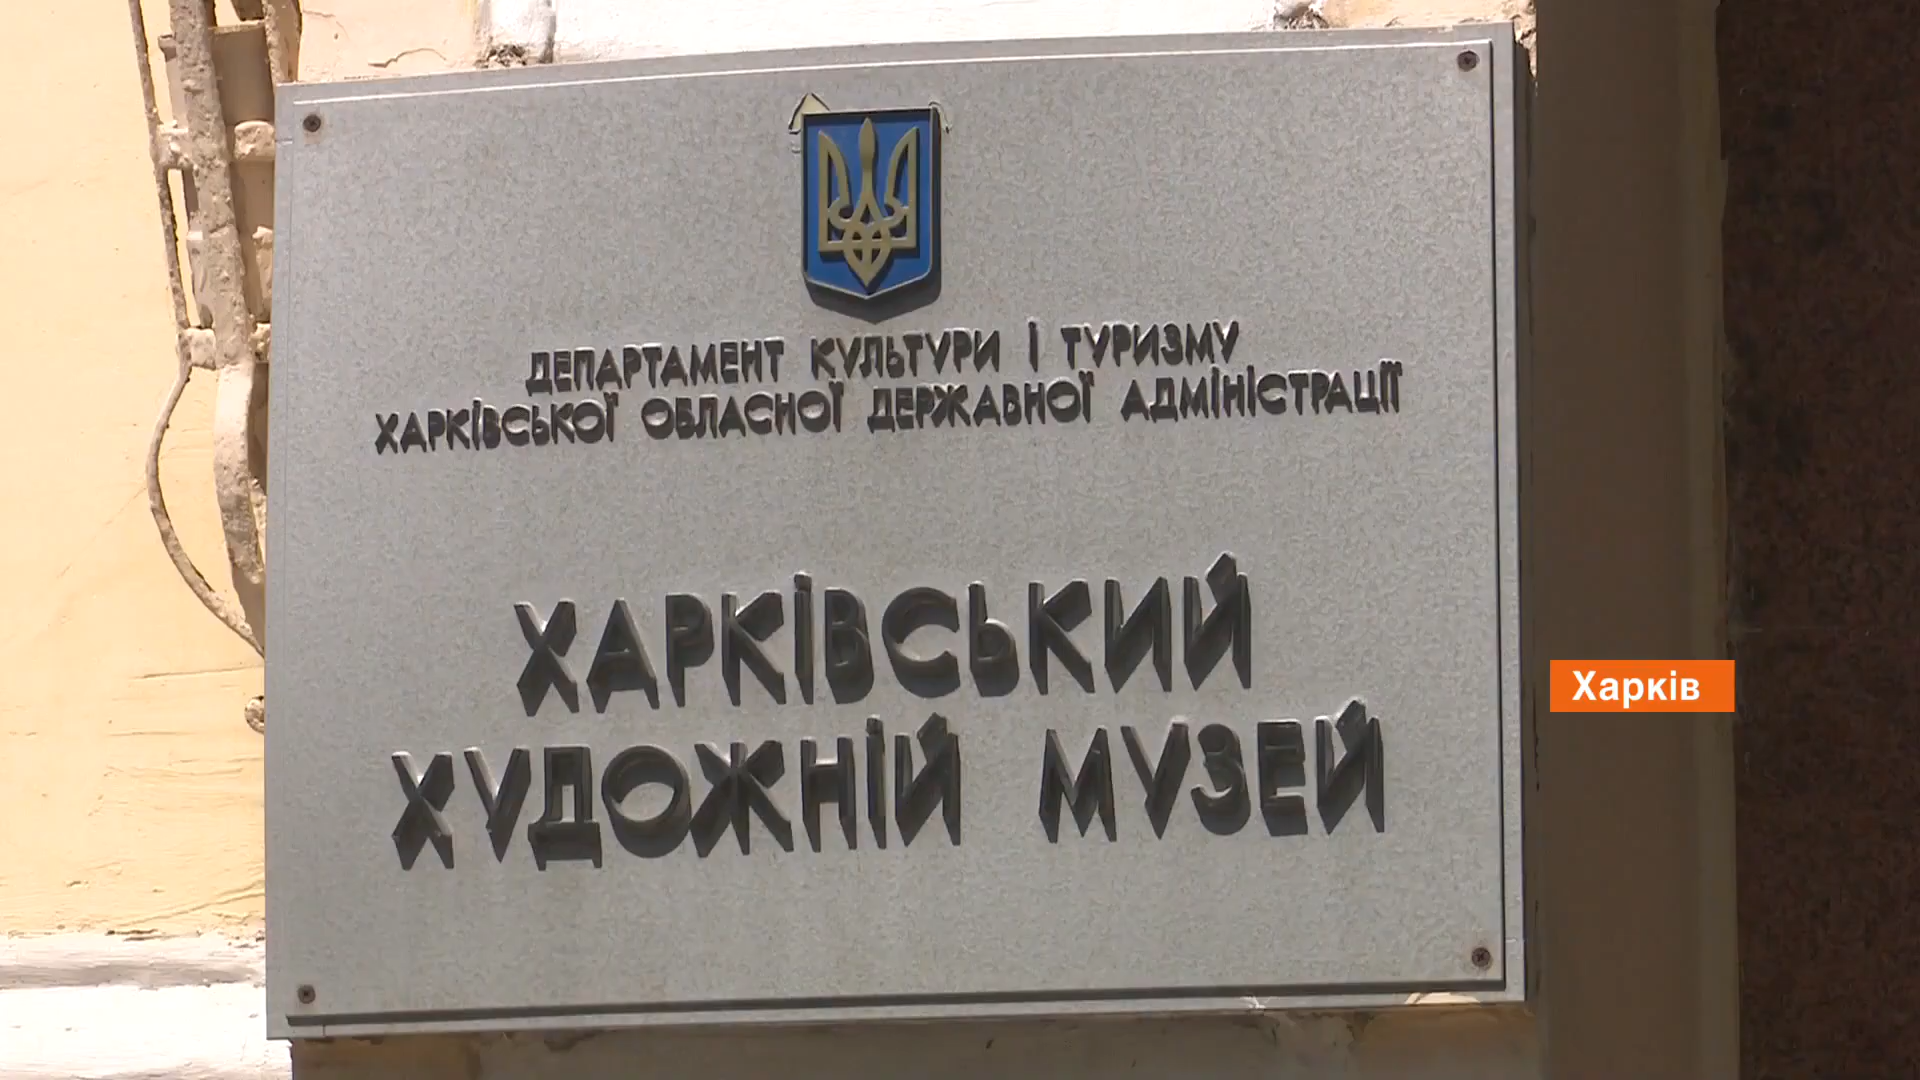 ДЕПАРТАМЕНТ КУЛЬТУРИ І ТУРИЗМУ
ХАРКІВСЬКОЇ ОБЛАСНОЇ ДЕРЖАВНОЇ АДМІНІСТРАЦІЇ
ХАРКІВСЬКИЙ
ХУДОЖНІЙ МУЗЕЙ
Харків